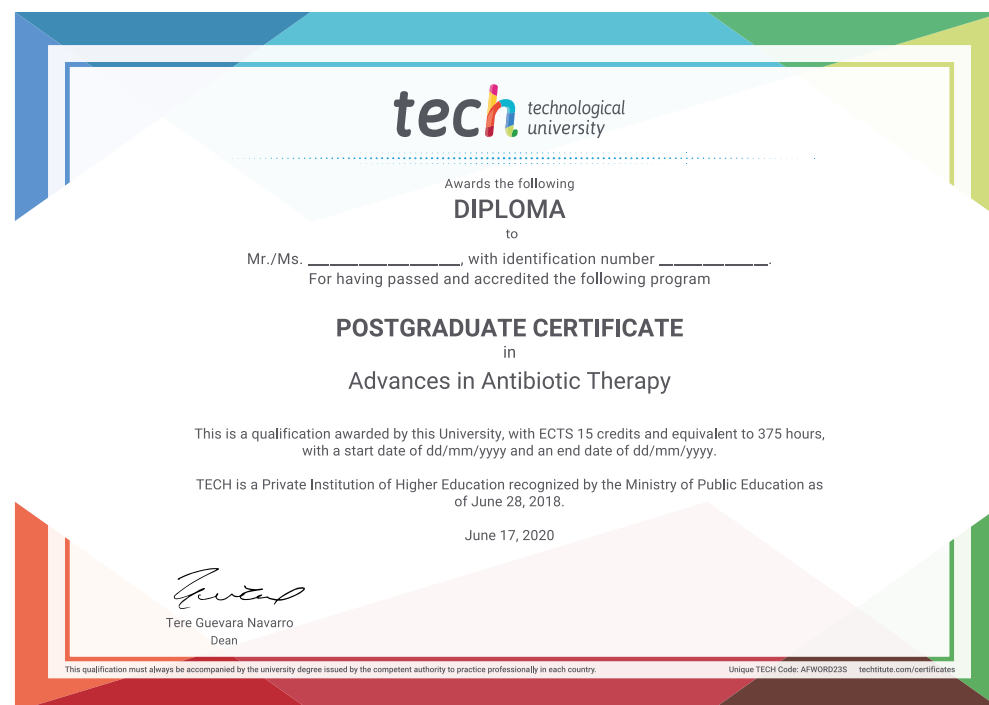 tech technological
university
Awards the following
DIPLOMA
to
Mr./Ms. ____________________, with identification number ______________.
For having passed and accredited the following program
POSTGRADUATE CERTIFICATE
in
Advances in Antibiotic Therapy
This is a qualification awarded by this University, with ECTS 15 credits and equivalent to 375 hours,
with a start date of dd/mm/yyyy and an end date of dd/mm/yyyy.
TECH is a Private Institution of Higher Education recognized by the Ministry of Public Education as
of June 28, 2018.
June 17, 2020
Tere Guevara Navarro
Dean
This qualification must always be accompanied by the university degree issued by the competent authority to practice professionally in each country.
Unique TECH Code: AFWORD23S techtitute.com/certificates